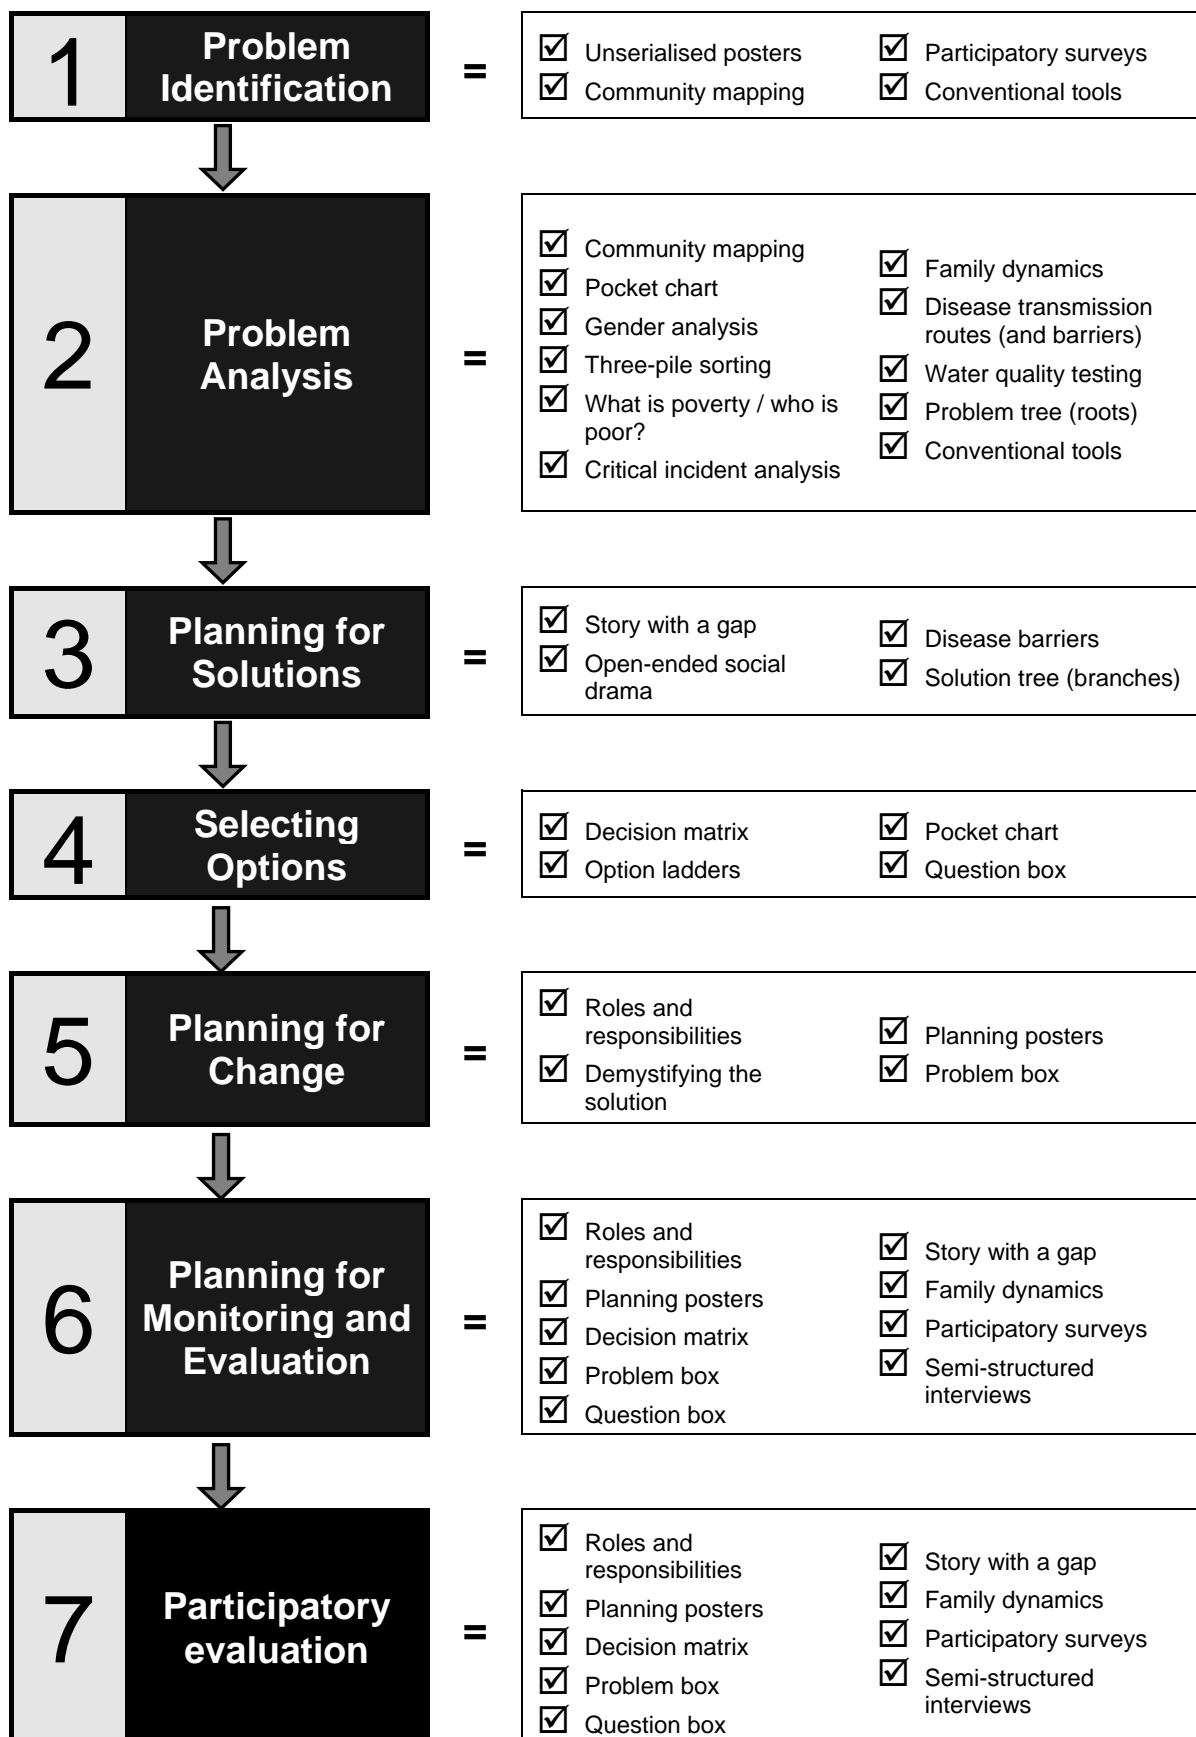 1
Problem
Identification
=
Unserialised posters
Community mapping
Participatory surveys
Conventional tools
2
Problem
Analysis
=
Community mapping
Pocket chart
Gender analysis
Three-pile sorting
What is poverty / who is
poor?
Critical incident analysis
Family dynamics
Disease transmission
routes (and barriers)
Water quality testing
Problem tree (roots)
Conventional tools
3
Planning for
Solutions
=
Story with a gap
Open-ended social
drama
Disease barriers
Solution tree (branches)
4
Selecting
Options
=
Decision matrix
Option ladders
Pocket chart
Question box
5
Planning for
Change
=
Roles and
responsibilities
Demystifying the
solution
Planning posters
Problem box
6
Planning for
Monitoring and
Evaluation
=
Roles and
responsibilities
Planning posters
Decision matrix
Problem box
Question box
Story with a gap
Family dynamics
Participatory surveys
Semi-structured
interviews
7
Participatory
evaluation
=
Roles and
responsibilities
Planning posters
Decision matrix
Problem box
Question box
Story with a gap
Family dynamics
Participatory surveys
Semi-structured
interviews